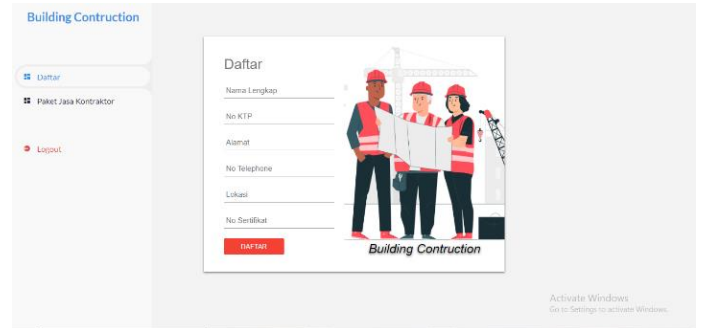 Building Contruction
Daftar
Paket Jasa Kontraktor
Logout
Daftar
Nama Lengkap
No KTP
Alamat
No Telephone
Lokasi
No Sertifikat
DAFTAR
Building Contruction
Activate Windows
Go to Settings to activate Windows.